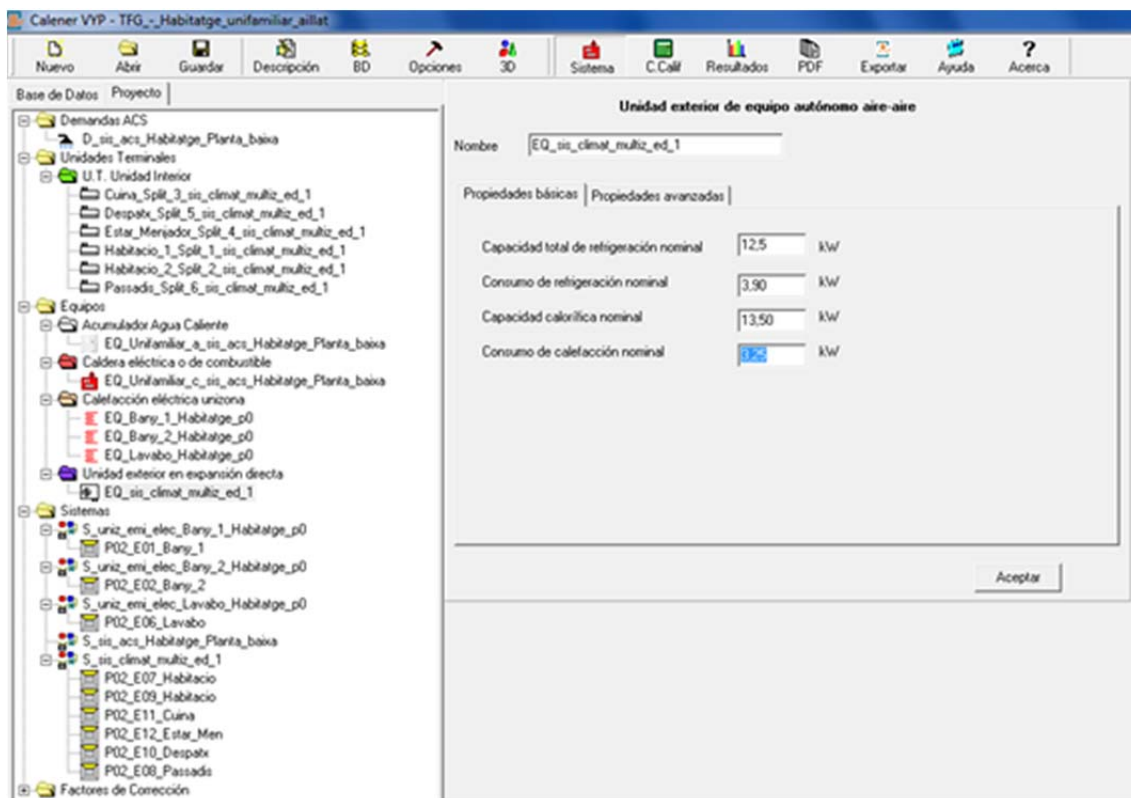 Calener VYP - TFG_-_Habitatge_unifamiliar_aillat
Nuevo Abrir Guardar Descripción BD Opciones 3D Sistema C.Calif Resultados PDF Exportar Ayuda Acerca
Base de Datos Proyecto
Demandas ACS
D_sis_acs_Habitatge_Planta_baixa
Unidades Terminales
U.T. Unidad Interior
Cuina_Split_3_sis_climat_multiz_ed_1
Despatx_Split_5_sis_climat_multiz_ed_1
Estar_Menjador_Split_4_sis_climat_multiz_ed_1
Habitacio_1_Split_1_sis_climat_multiz_ed_1
Habitacio_2_Split_2_sis_climat_multiz_ed_1
Passadis_Split_6_sis_climat_multiz_ed_1
Equipos
Acumulador Agua Caliente
EQ_Unifamiliar_a_sis_acs_Habitatge_Planta_baixa
Caldera eléctrica o de combustible
EQ_Unifamiliar_c_sis_acs_Habitatge_Planta_baixa
Calefacción eléctrica unizona
EQ_Bany_1_Habitatge_p0
EQ_Bany_2_Habitatge_p0
EQ_Lavabo_Habitatge_p0
Unidad exterior en expansión directa
EQ_sis_climat_multiz_ed_1
Sistemas
S_uniz_emi_elec_Bany_1_Habitatge_p0
P02_E01_Bany_1
S_uniz_emi_elec_Bany_2_Habitatge_p0
P02_E02_Bany_2
S_uniz_emi_elec_Lavabo_Habitatge_p0
P02_E06_Lavabo
S_sis_acs_Habitatge_Planta_baixa
S_sis_climat_multiz_ed_1
P02_E07_Habitacio
P02_E09_Habitacio
P02_E11_Cuina
P02_E12_Estar_Men
P02_E10_Despatx
P02_E08_Passadis
Factores de Corrección
Unidad exterior de equipo autónomo aire-aire
Nombre EQ_sis_climat_multiz_ed_1
Propiedades básicas Propiedades avanzadas
Capacidad total de refrigeración nominal 12,5 kW
Consumo de refrigeración nominal 3,90 kW
Capacidad calorífica nominal 13,50 kW
Consumo de calefacción nominal 3,25 kW
Aceptar